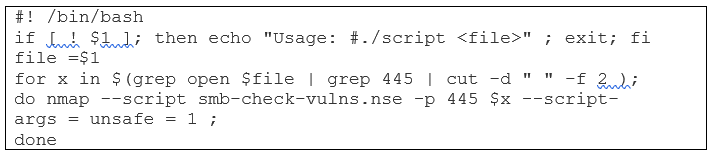 #! /bin/bash
if [ ! $1 ]; then echo "Usage: #./script <file>" ; exit; fi
file =$1
for x in $(grep open $file | grep 445 | cut -d " " -f 2 );
do nmap --script smb-check-vulns.nse -p 445 $x --script-
args = unsafe = 1 ;
done